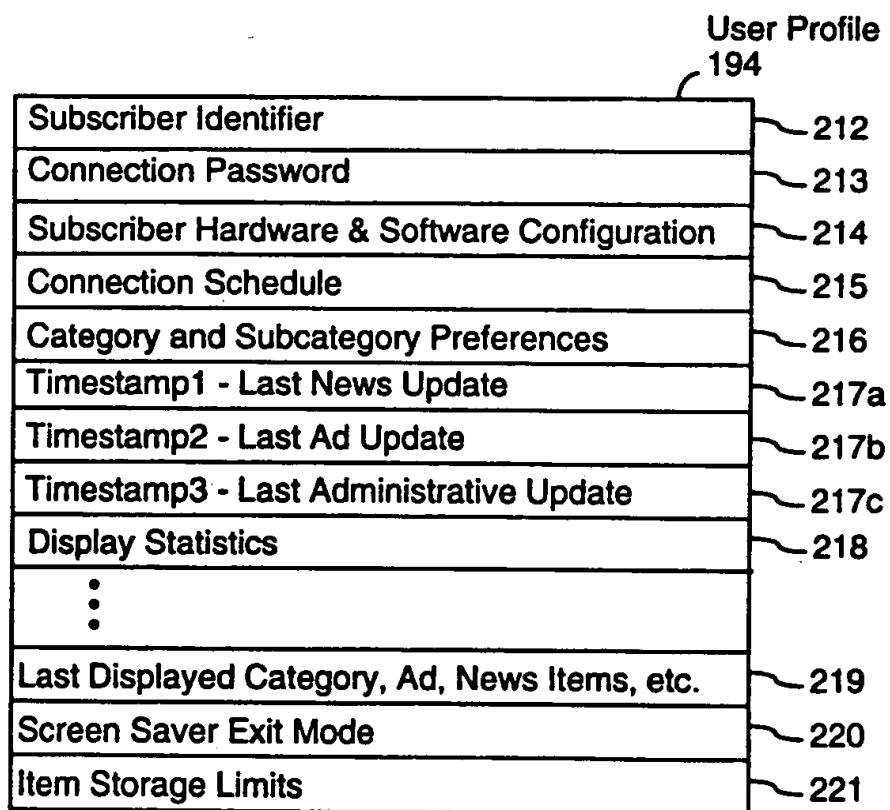 User Profile
194
Subscriber Identifier 212
Connection Password 213
Subscriber Hardware & Software Configuration 214
Connection Schedule 215
Category and Subcategory Preferences 216
Timestamp1 - Last News Update 217a
Timestamp2 - Last Ad Update 217b
Timestamp3 - Last Administrative Update 217c
Display Statistics 218
Last Displayed Category, Ad, News Items, etc. 219
Screen Saver Exit Mode 220
Item Storage Limits 221